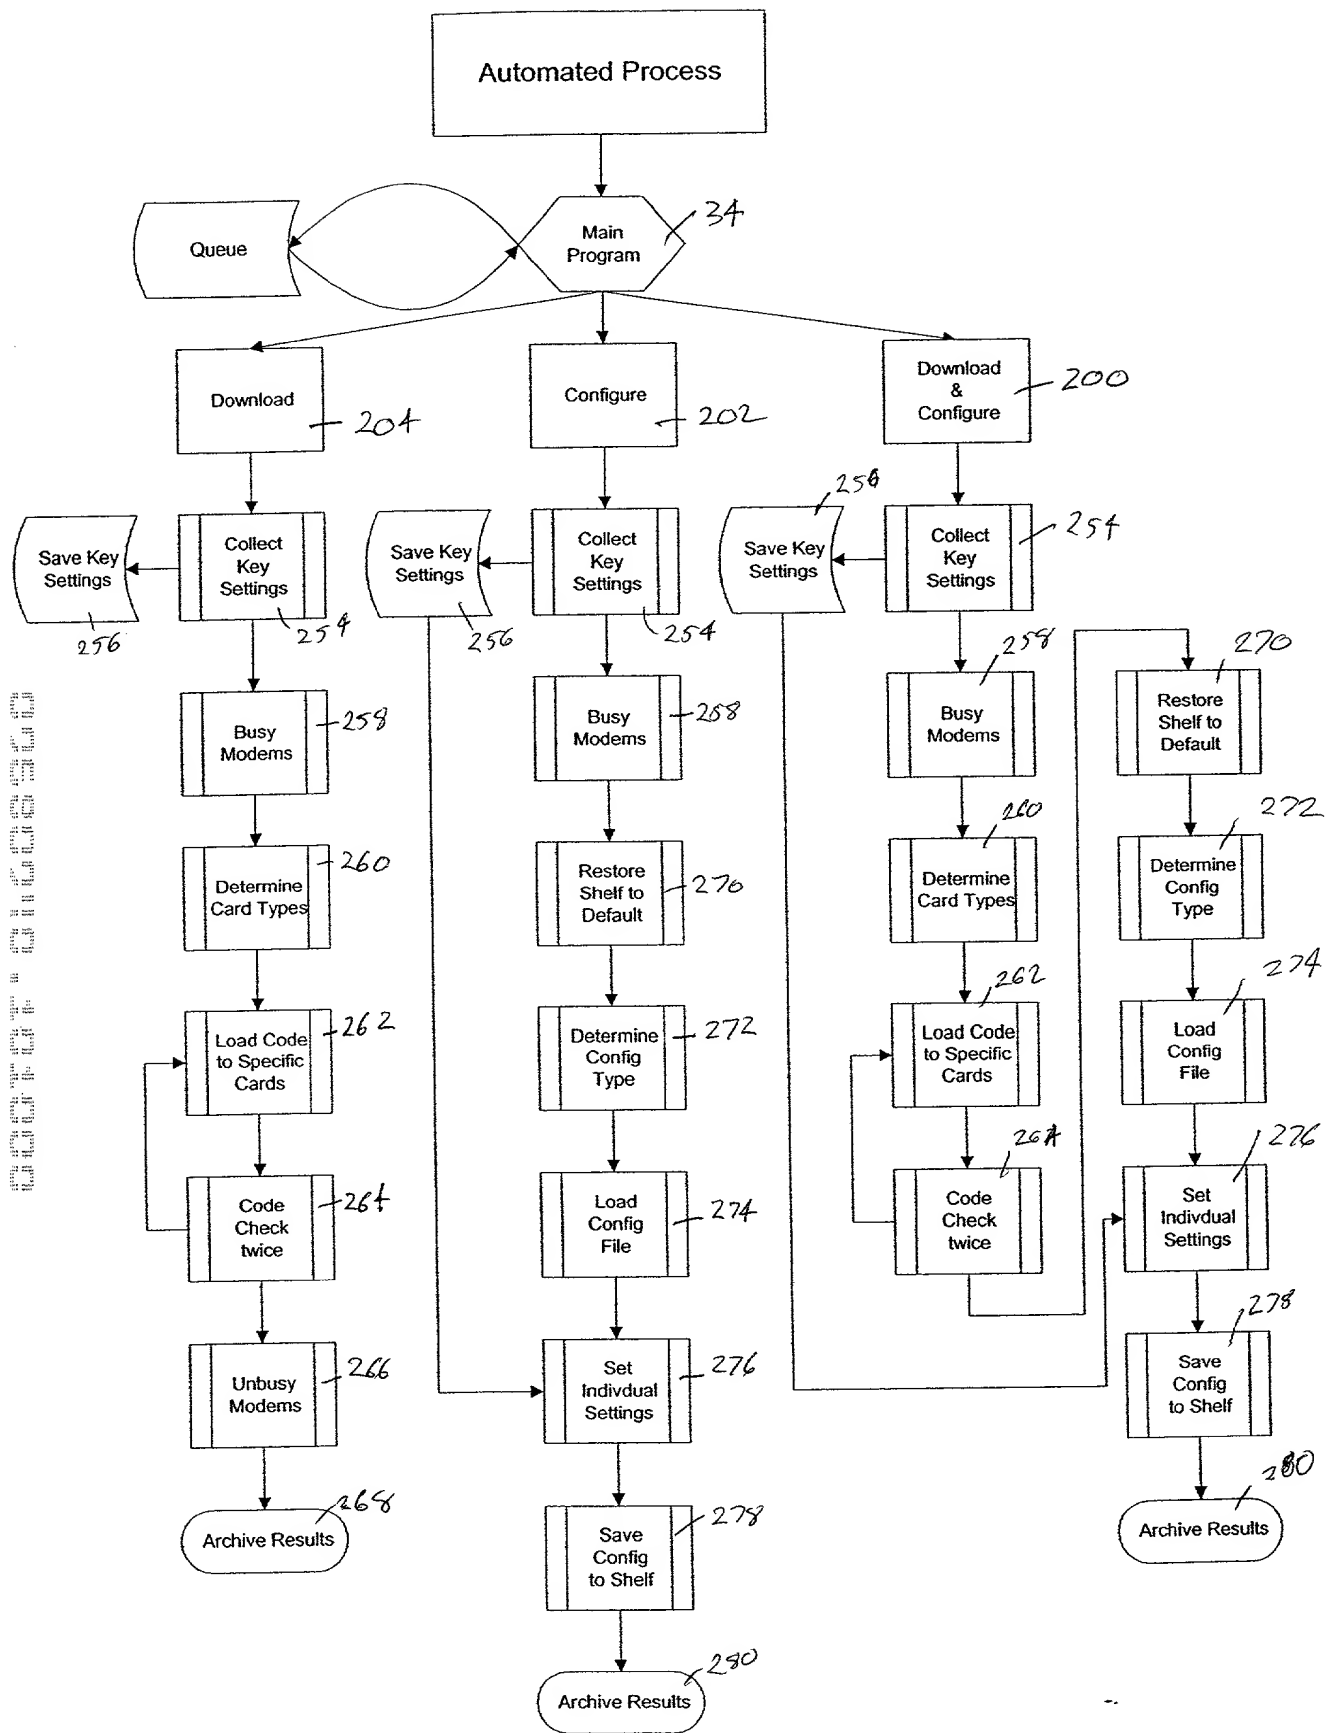 Automated Process
Queue
Main
Program
34
Download
204
Configure
202
Download
&
Configure
200
Save Key
Settings
256
Collect
Key
Settings
254
Save Key
Settings
256
Collect
Key
Settings
254
Save Key
Settings
256
Collect
Key
Settings
254
Busy
Modems
258
Busy
Modems
258
Busy
Modems
258
Restore
Shelf to
Default
270
Determine
Card Types
260
Restore
Shelf to
Default
270
Determine
Card Types
260
Determine
Config
Type
272
Load Code
to Specific
Cards
262
Determine
Config
Type
272
Load Code
to Specific
Cards
262
Load
Config
File
274
Code
Check
twice
264
Load
Config
File
274
Code
Check
twice
264
Set
Indivdual
Settings
276
Unbusy
Modems
266
Set
Indivdual
Settings
276
Save
Config
to Shelf
278
Archive Results
268
Save
Config
to Shelf
278
Archive Results
280
Archive Results
280